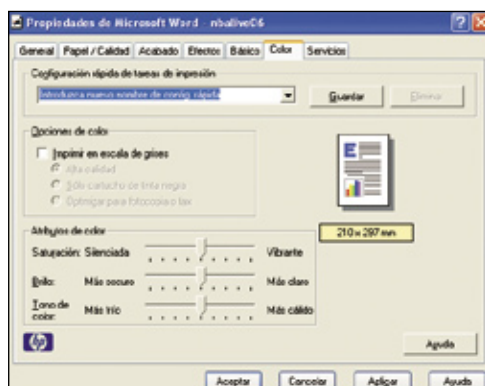 Propiedades de Microsoft Word - nbaliveC6
General Papel / Calidad Acabado Efectos Básico Color Servicios
Configuración rápida de tareas de impresión
Introduzca nuevo nombre de config. rápida Guardar Eliminar
Opciones de color
Imprimir en escala de grises
Alta calidad
Sólo cartucho de tinta negra
Optimizar para fotocopia o fax
E
210 x 297 mm
Atributos de color
Saturación: Silenciada Vibrante
Brillo: Más oscuro Más claro
Tono de color: Más frío Más cálido
hp Ayuda
Aceptar Cancelar Aplicar Ayuda